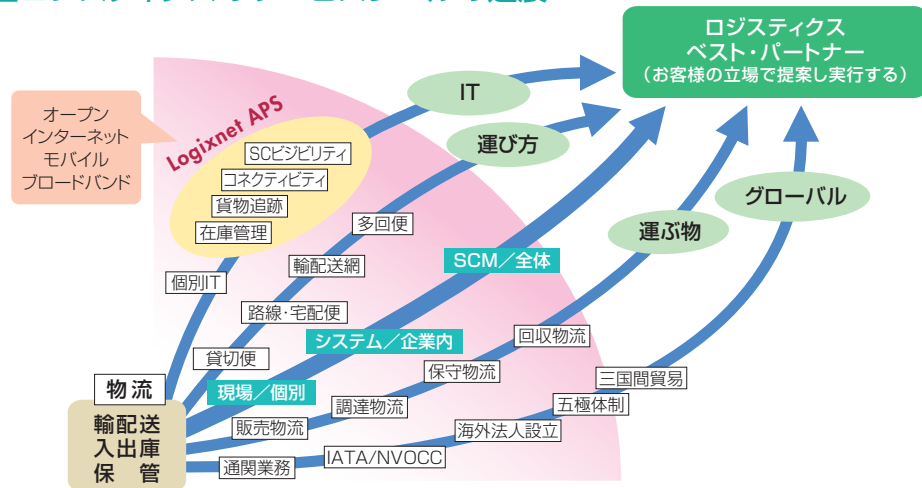 ロジスティクス
ベスト・パートナー
(お客様の立場で提案し実行する)
IT
運び方
グローバル
運ぶ物
オープン
インターネット
モバイル
ブロードバンド
Logixnet APS
SCビジビリティ
コネクティビティ
貨物追跡
在庫管理
個別IT
多回便
輸配送網
路線・宅配便
貸切便
SCM／全体
システム／企業内
現場／個別
回収物流
保守物流
調達物流
販売物流
三国間貿易
五極体制
海外法人設立
IATA/NVOCC
通関業務
物流
輸配送
入出庫
保 管